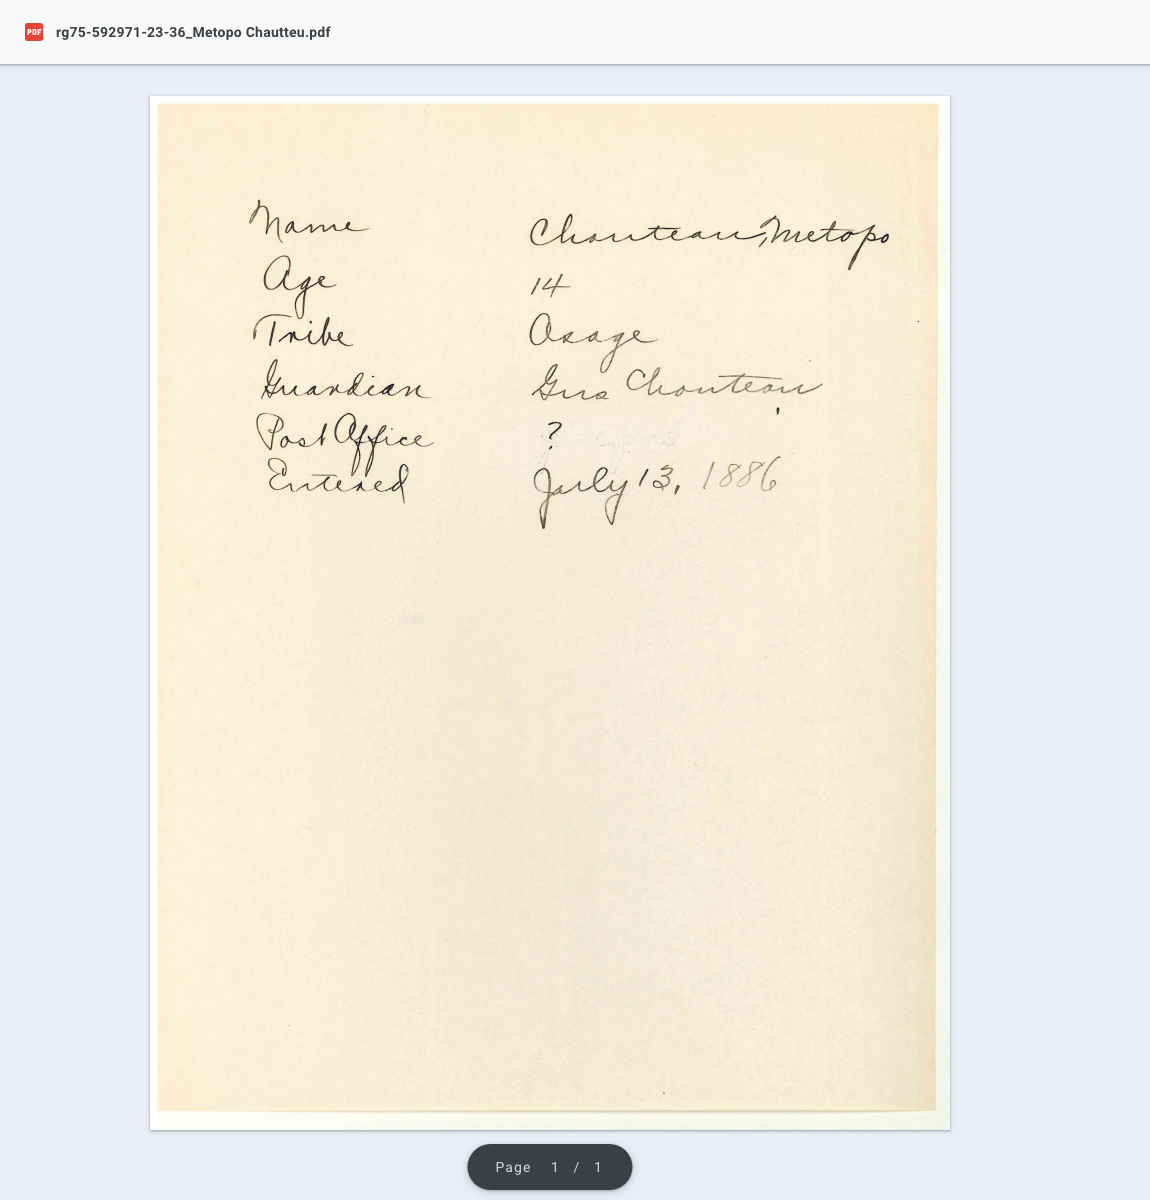 PDF rg75-592971-23-36_Metopo Chautteu.pdf
Name Chouteau, Metopo
Age 14
Tribe Osage
Guardian Gus Chouteau
Post Office ?
Entered July 13, 1886
Page 1 / 1